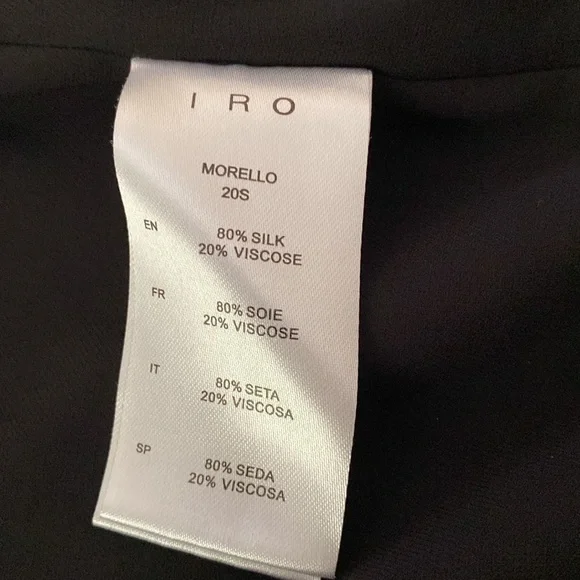 I R O
MORELLO
20S
EN
80% SILK
20% VISCOSE
FR
80% SOIE
20% VISCOSE
IT
80% SETA
20% VISCOSA
SP
80% SEDA
20% VISCOSA